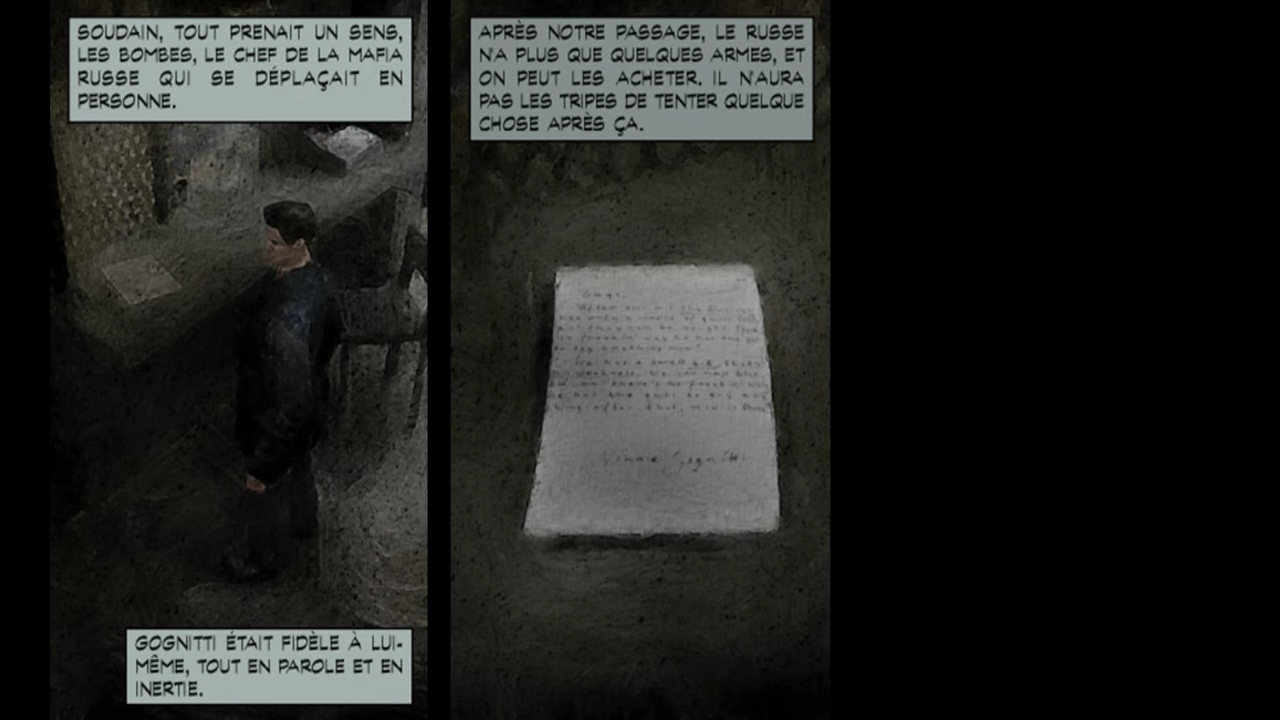 SOUDAIN, TOUT PRENAIT UN SENS,
LES BOMBES, LE CHEF DE LA MAFIA
RUSSE QUI SE DÉPLAÇAIT EN
PERSONNE.
GOGNITTI ÉTAIT FIDÈLE À LUI-
MÊME, TOUT EN PAROLE ET EN
INERTIE.
APRÈS NOTRE PASSAGE, LE RUSSE
N'A PLUS QUE QUELQUES ARMES, ET
ON PEUT LES ACHETER. IL N'AURA
PAS LES TRIPES DE TENTER QUELQUE
CHOSE APRÈS ÇA.
Vinnie Gognitti